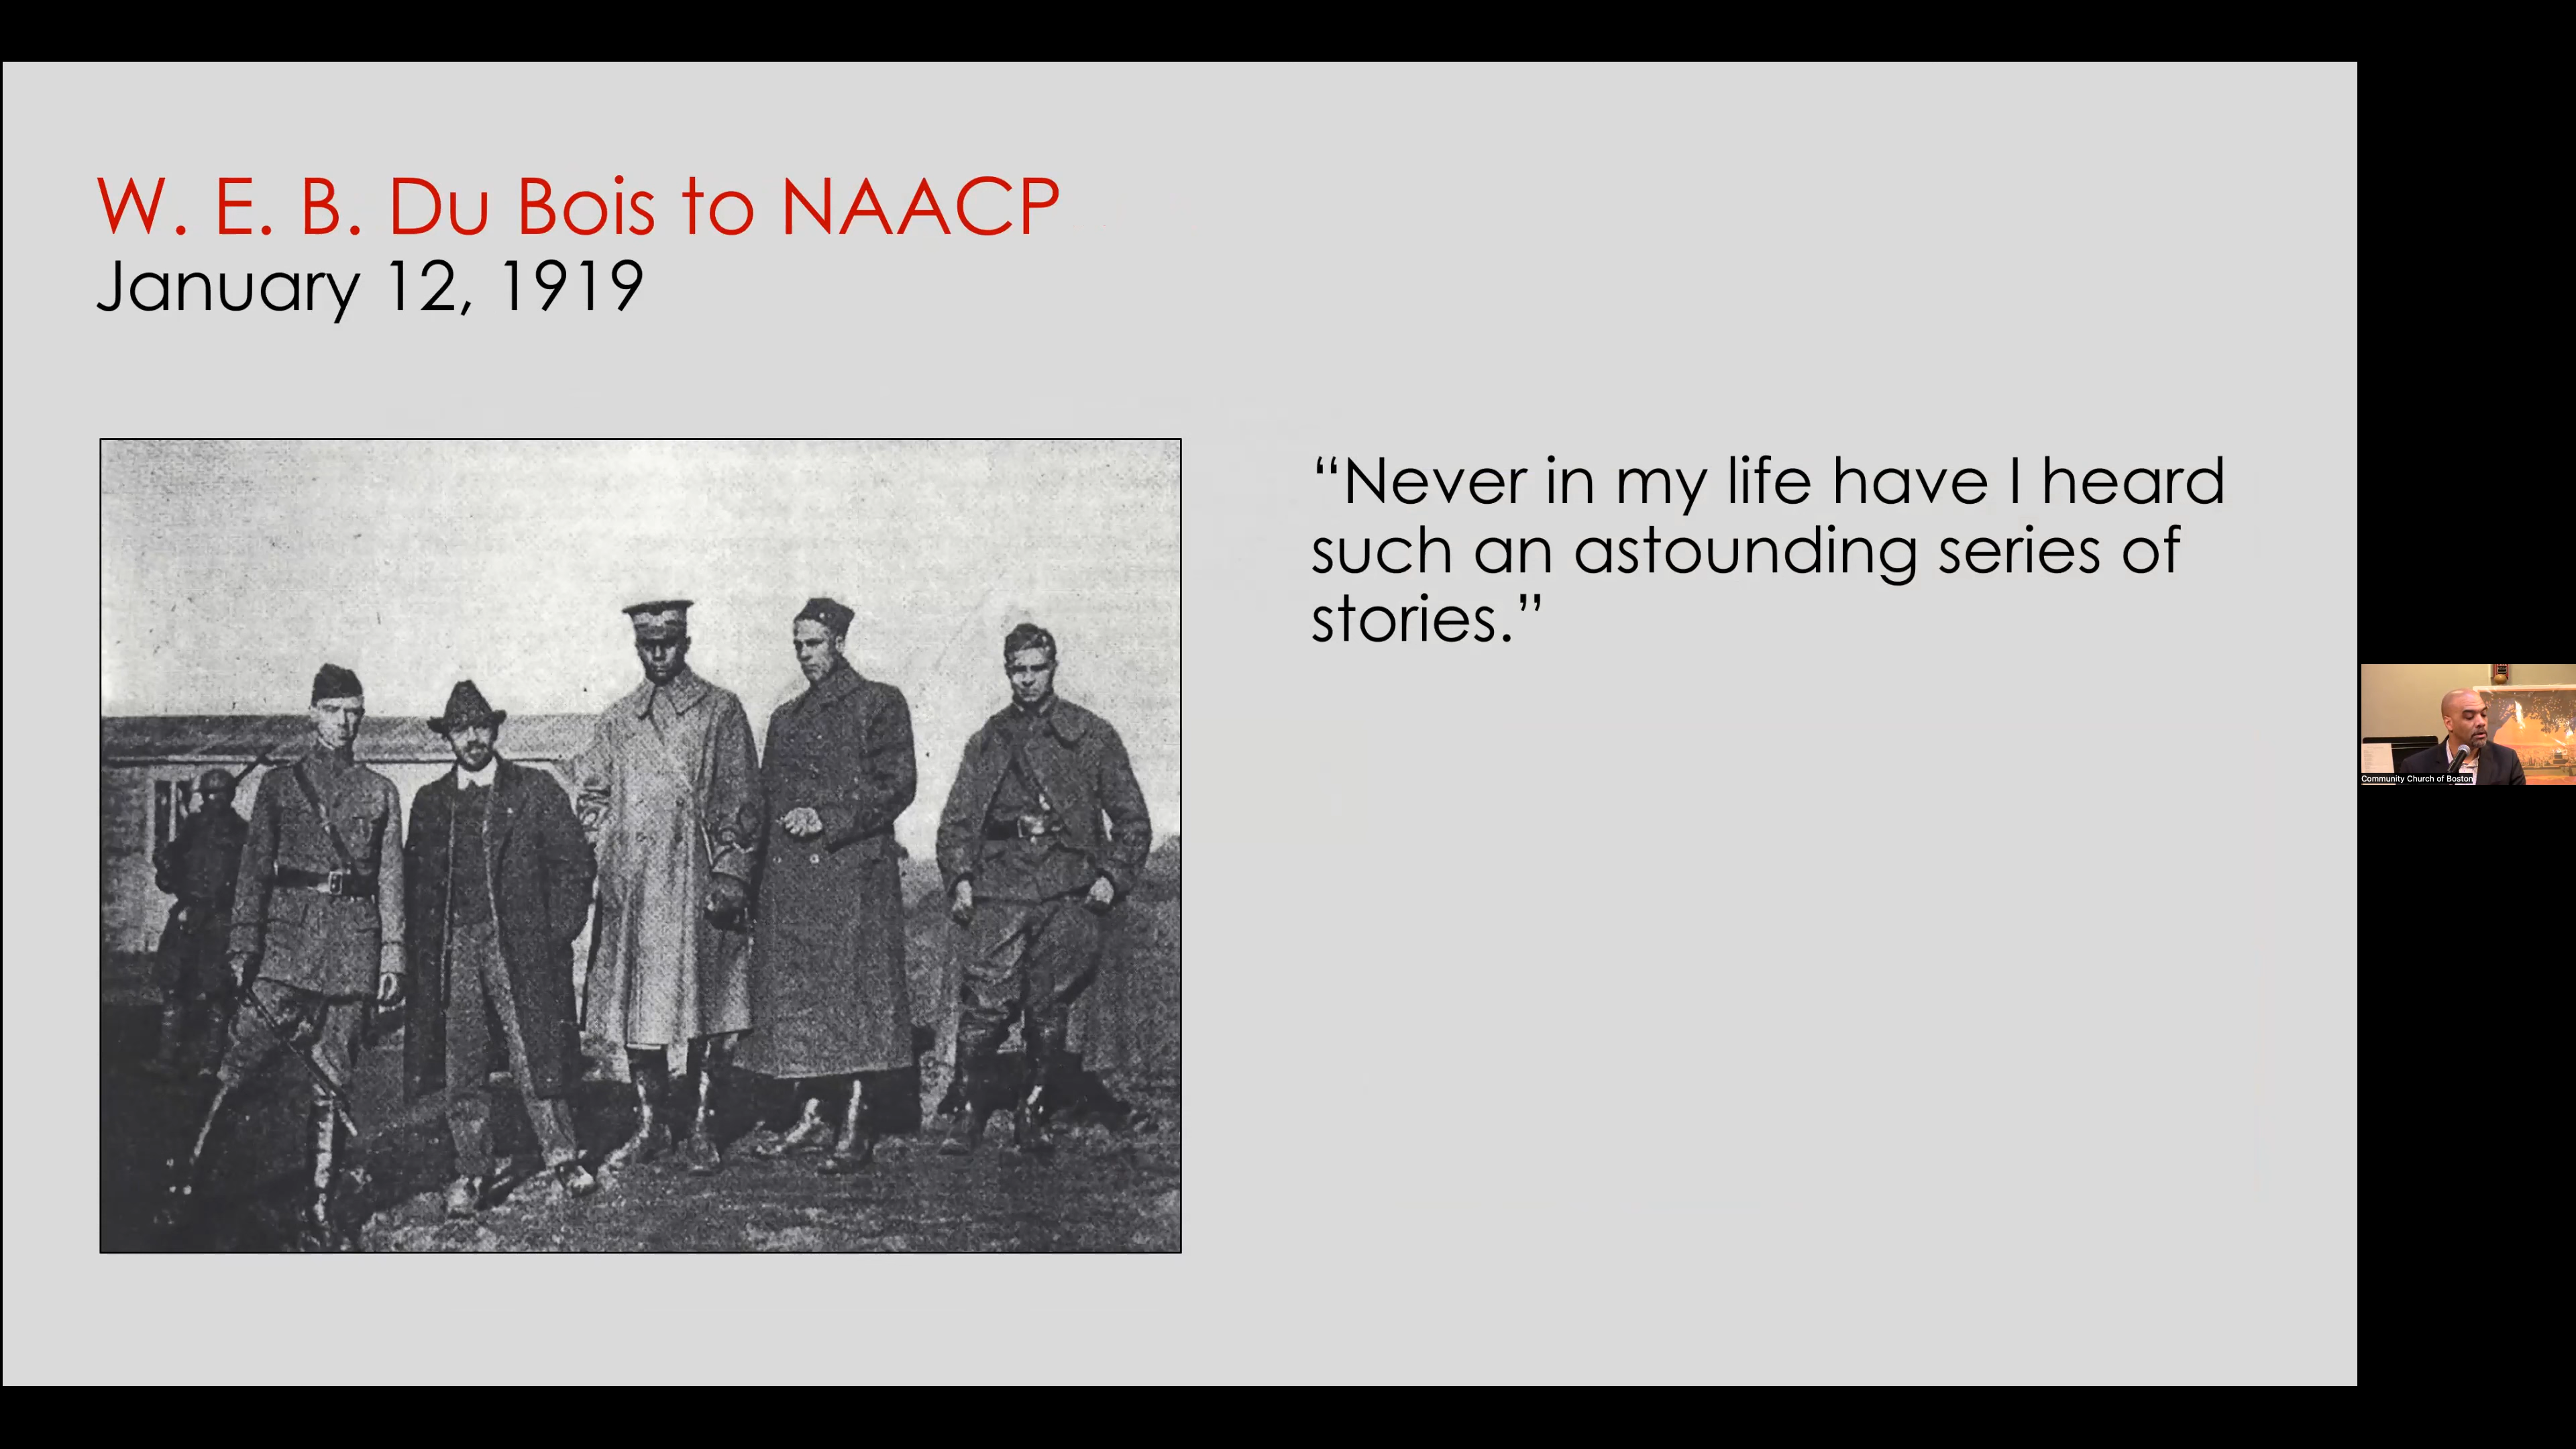 W. E. B. Du Bois to NAACP
January 12, 1919
“Never in my life have I heard
such an astounding series of
stories.”
Community Church of Boston